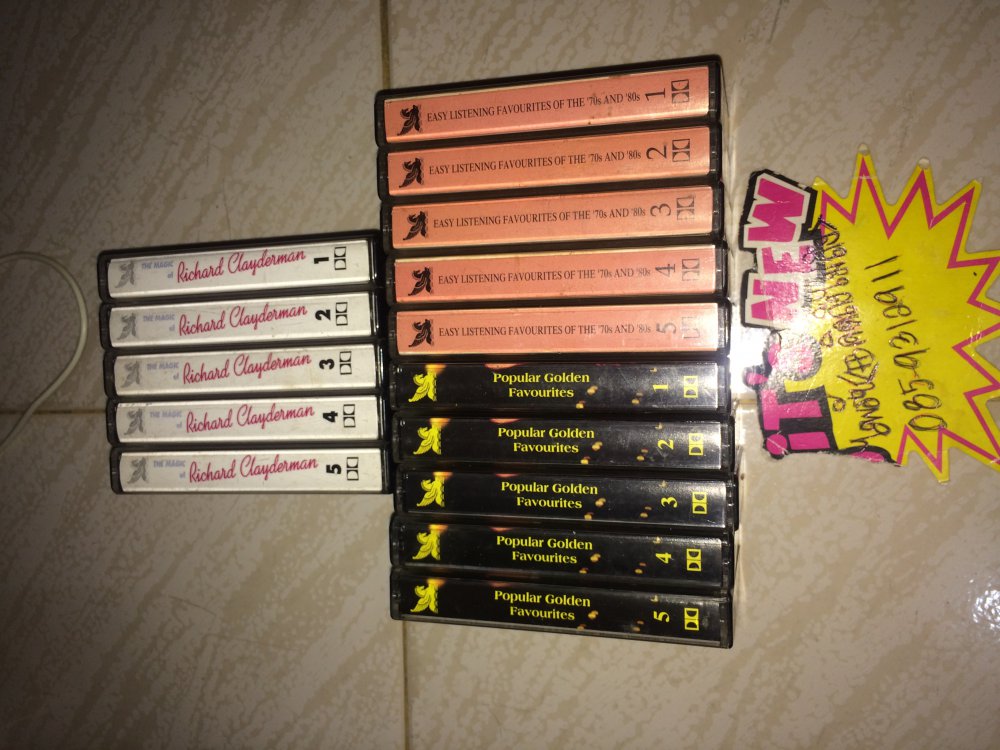 THE MAGIC
of Richard Clayderman 1
THE MAGIC
of Richard Clayderman 2
THE MAGIC
of Richard Clayderman 3
THE MAGIC
of Richard Clayderman 4
THE MAGIC
of Richard Clayderman 5
EASY LISTENING FAVOURITES OF THE '70s AND '80s 1
EASY LISTENING FAVOURITES OF THE '70s AND '80s 2
EASY LISTENING FAVOURITES OF THE '70s AND '80s 3
EASY LISTENING FAVOURITES OF THE '70s AND '80s 4
EASY LISTENING FAVOURITES OF THE '70s AND '80s 5
Popular Golden
Favourites 1
Popular Golden
Favourites 2
Popular Golden
Favourites 3
Popular Golden
Favourites 4
Popular Golden
Favourites 5
IT'S NEW